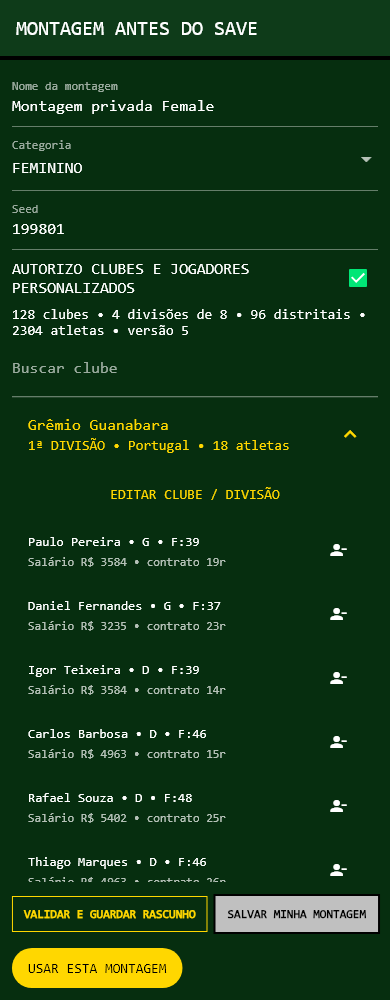 MONTAGEM ANTES DO SAVE
Nome da montagem
Montagem privada Female
Categoria
FEMININO
Seed
199801
AUTORIZO CLUBES E JOGADORES
PERSONALIZADOS
128 clubes • 4 divisões de 8 • 96 distritais •
2304 atletas • versão 5
Buscar clube
Grêmio Guanabara
1ª DIVISÃO • Portugal • 18 atletas
EDITAR CLUBE / DIVISÃO
Paulo Pereira • G • F:39
Salário R$ 3584 • contrato 19r
Daniel Fernandes • G • F:37
Salário R$ 3235 • contrato 23r
Igor Teixeira • D • F:39
Salário R$ 3584 • contrato 14r
Carlos Barbosa • D • F:46
Salário R$ 4963 • contrato 15r
Rafael Souza • D • F:48
Salário R$ 5402 • contrato 25r
Thiago Marques • D • F:46
Salário R$ 4963 • contrato 26r
VALIDAR E GUARDAR RASCUNHO
SALVAR MINHA MONTAGEM
USAR ESTA MONTAGEM